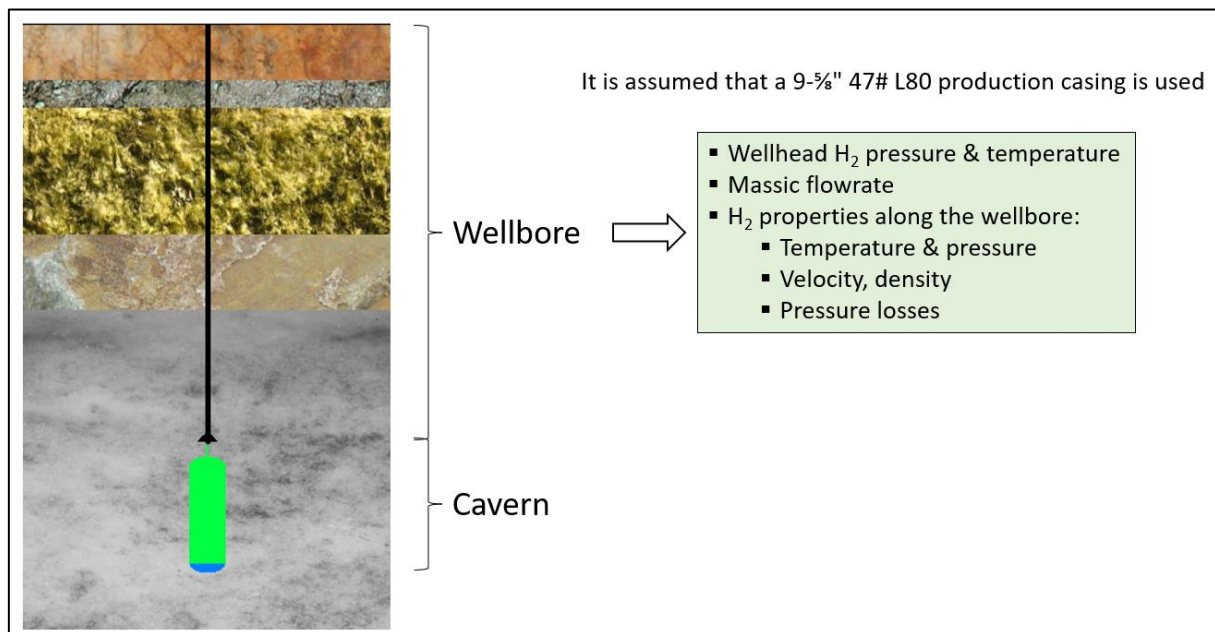 It is assumed that a 9-⅝" 47# L80 production casing is used
▪ Wellhead H₂ pressure & temperature
▪ Massic flowrate
▪ H₂ properties along the wellbore:
▪ Temperature & pressure
▪ Velocity, density
▪ Pressure losses
Wellbore
Cavern